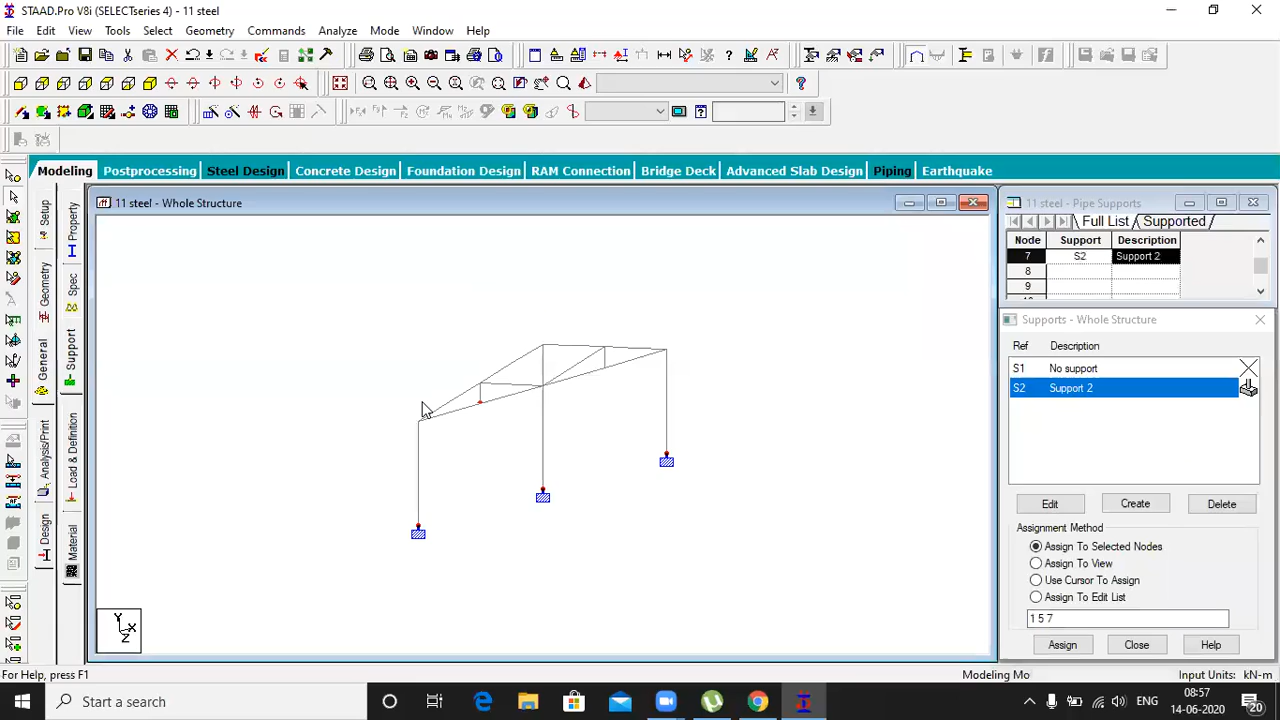 STAAD.Pro V8i (SELECTseries 4) - 11 steel
File Edit View Tools Select Geometry Commands Analyze Mode Window Help
Modeling Postprocessing Steel Design Concrete Design Foundation Design RAM Connection Bridge Deck Advanced Slab Design Piping Earthquake
11 steel - Whole Structure
Setup
Geometry
General
Analysis/Print
Design
Property
Spec
Support
Load & Definition
Material
Y
X
Z
11 steel - Pipe Supports
Full List Supported
Node Support Description
7 S2 Support 2
8
9
Supports - Whole Structure
Ref Description
S1 No support
S2 Support 2
Edit Create Delete
Assignment Method
Assign To Selected Nodes
Assign To View
Use Cursor To Assign
Assign To Edit List
1 5 7
Assign Close Help
For Help, press F1
Modeling Mo
Input Units: kN-m
Start a search
ENG
08:57
14-06-2020
20